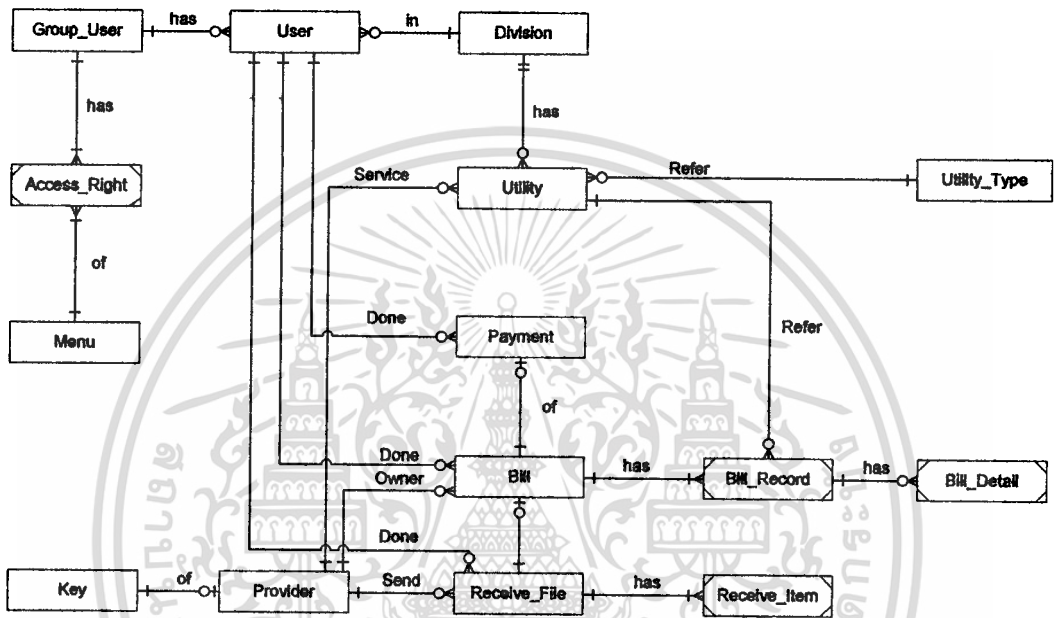 Group_User
has
User
in
Division
has
has
Access_Right
Service
Utility
Refer
Utility_Type
of
Menu
Done
Payment
Refer
of
Done
Owner
Bill
has
Bill_Record
has
Bill_Detail
Done
Key
of
Provider
Send
Receive_File
has
Receive_Item